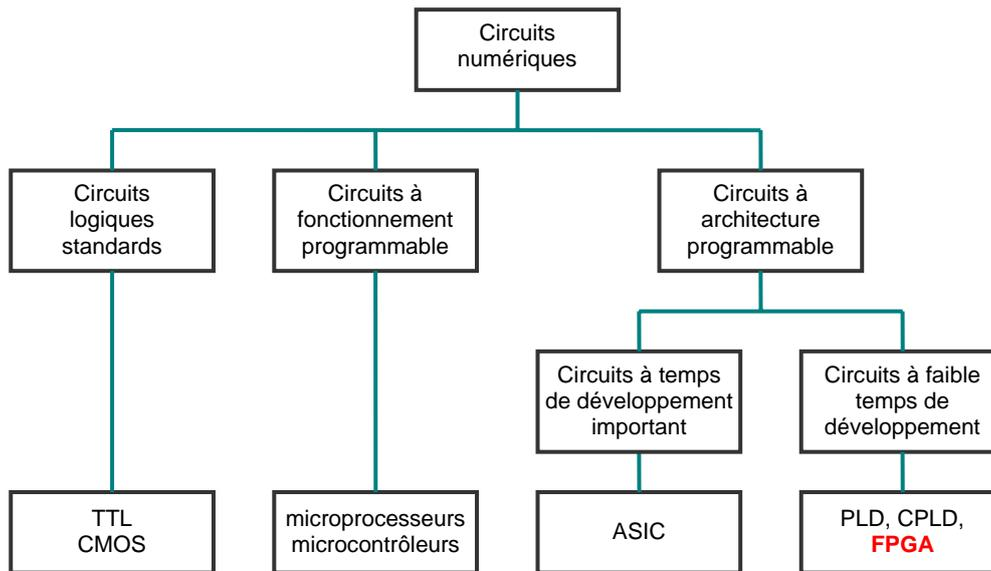 Circuits
numériques
Circuits
logiques
standards
Circuits à
fonctionnement
programmable
Circuits à
architecture
programmable
Circuits à temps
de développement
important
Circuits à faible
temps de
développement
TTL
CMOS
microprocesseurs
microcontrôleurs
ASIC
PLD, CPLD,
FPGA